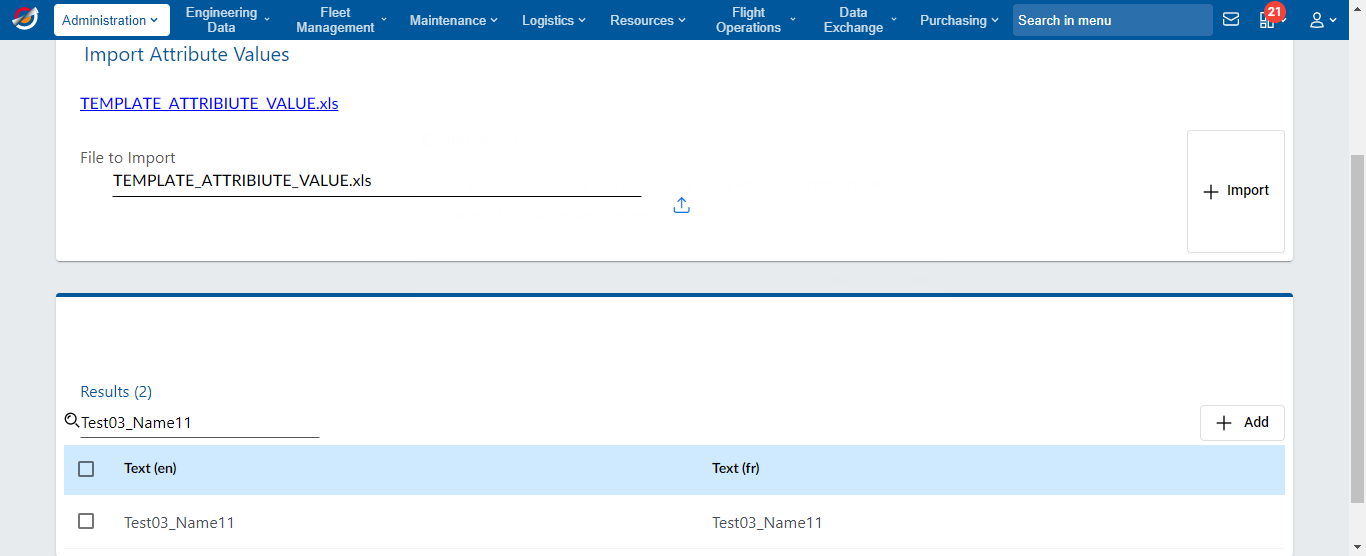 Administration
Engineering
Data
Fleet
Management
Maintenance
Logistics
Resources
Flight
Operations
Data
Exchange
Purchasing
Search in menu
21
Import Attribute Values
TEMPLATE_ATTRIBIUTE_VALUE.xls
File to Import
TEMPLATE_ATTRIBIUTE_VALUE.xls
Import
Results (2)
Test03_Name11
Add
Text (en) Text (fr)
Test03_Name11 Test03_Name11